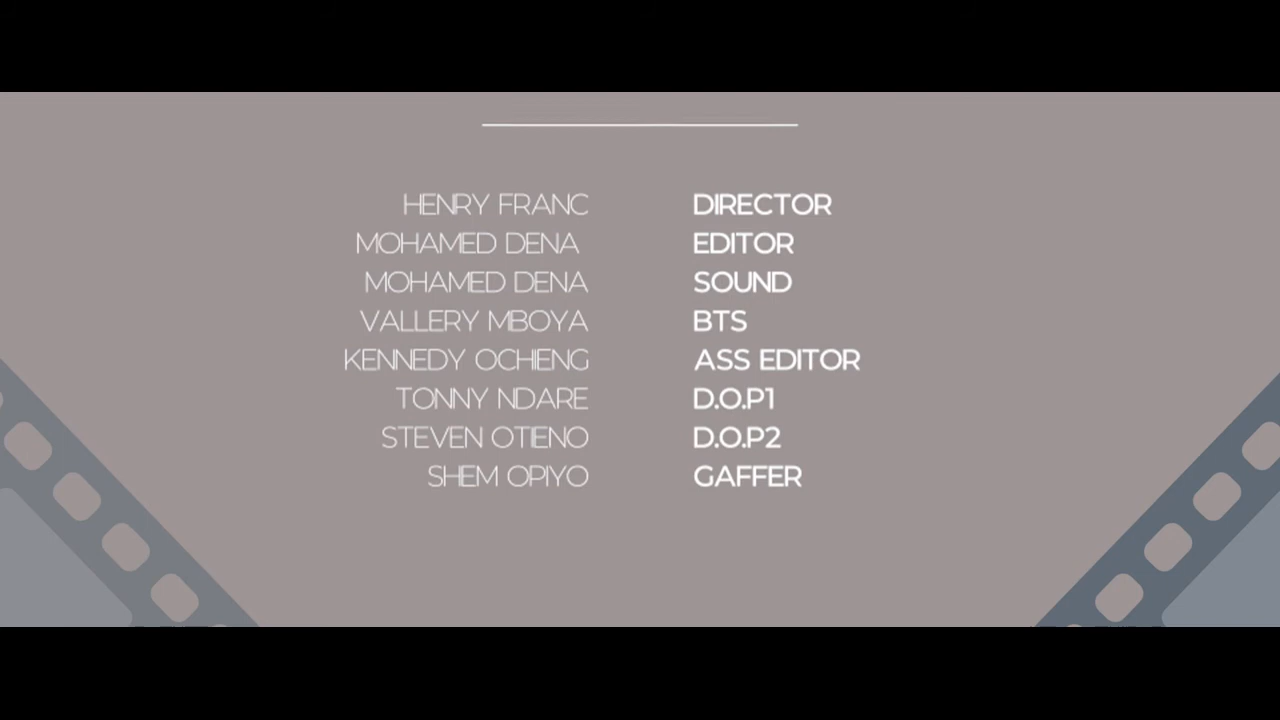 HENRY FRANC DIRECTOR
MOHAMED DENA EDITOR
MOHAMED DENA SOUND
VALLERY MBOYA BTS
KENNEDY OCHIENG ASS EDITOR
TONNY NDARE D.O.P1
STEVEN OTIENO D.O.P2
SHEM OPIYO GAFFER